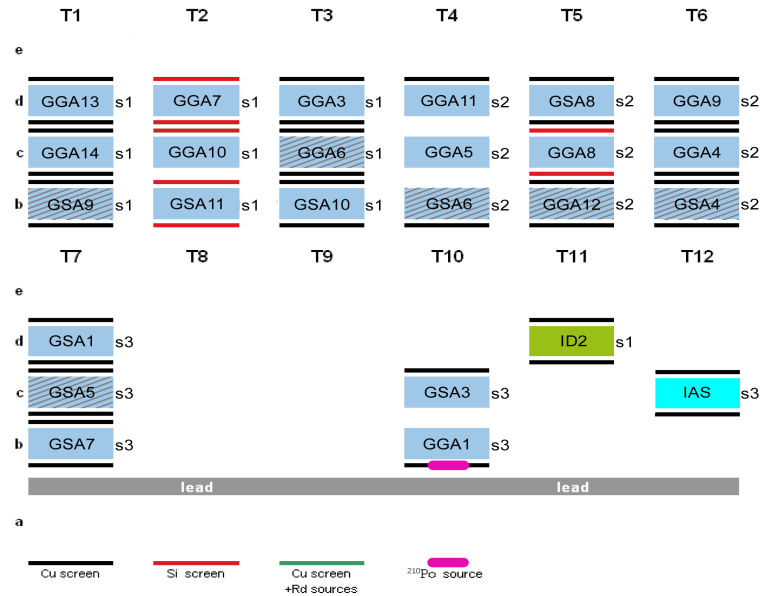 T1 T2 T3 T4 T5 T6
e
d GGA13 s1 GGA7 s1 GGA3 s1 GGA11 s2 GSA8 s2 GGA9 s2
c GGA14 s1 GGA10 s1 GGA6 s1 GGA5 s2 GGA8 s2 GGA4 s2
b GSA9 s1 GSA11 s1 GSA10 s1 GSA6 s2 GGA12 s2 GSA4 s2
T7 T8 T9 T10 T11 T12
e
d GSA1 s3 ID2 s1
c GSA5 s3 GSA3 s3 IAS s3
b GSA7 s3 GGA1 s3
lead lead
a
Cu screen Si screen Cu screen 210Po source
+Rd sources